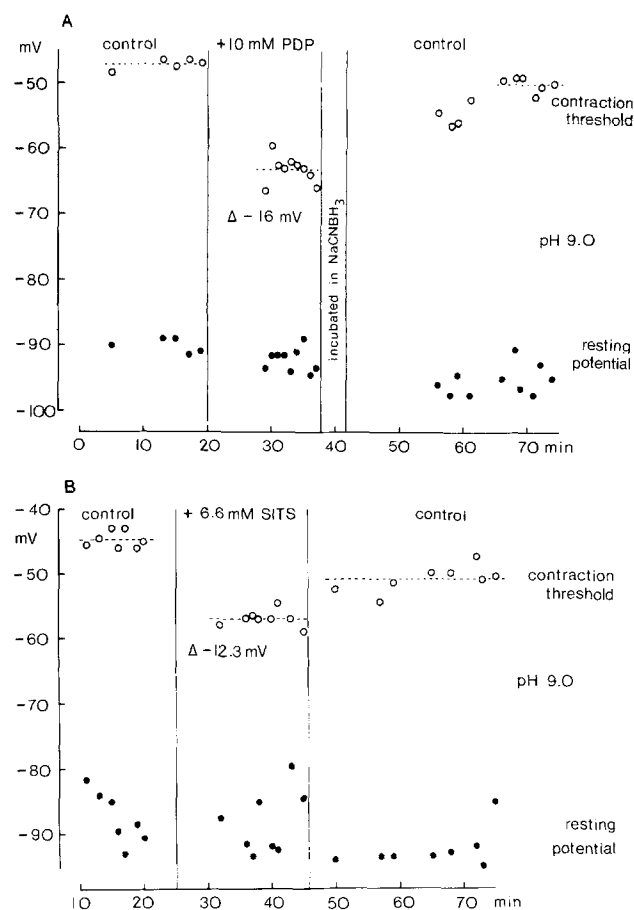 A
mV
control
+10 mM PDP
control
-50
contraction
threshold
-60
-70
Δ -16 mV
incubated in NaCNBH3
pH 9.0
-80
-90
resting
potential
-100
0 10 20 30 40 50 60 70 min
B
-40
mV
control
+ 6.6 mM SITS
control
-50
contraction
threshold
-60
Δ -12.3 mV
pH 9.0
-70
-80
-90
resting
potential
10 20 30 40 50 60 70 min